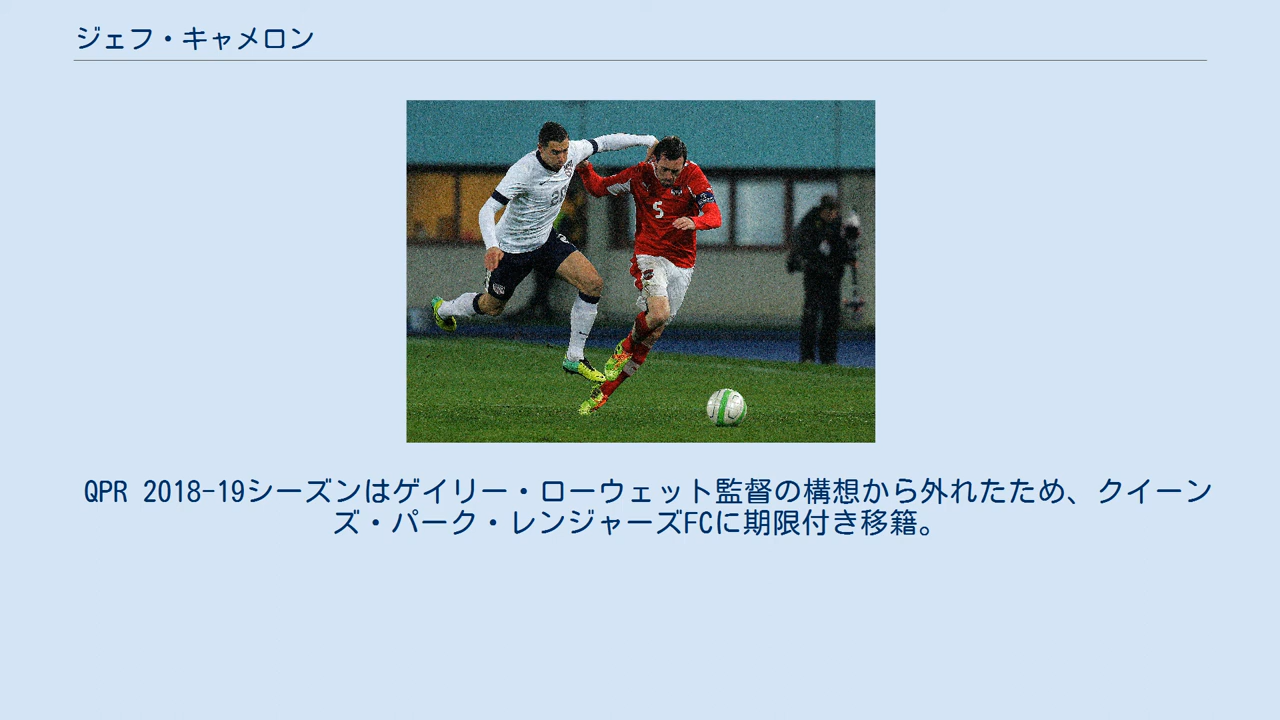 ジェフ・キャメロン
20
5
QPR 2018-19シーズンはゲイリー・ローウェット監督の構想から外れたため、クイーン
ズ・パーク・レンジャーズFCに期限付き移籍。